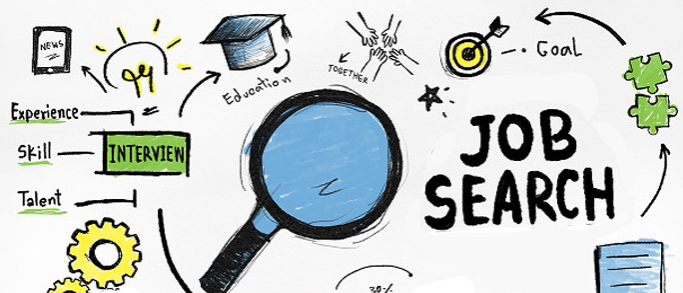 NEWS
Education
TOGETHER
GOAL
Experience
Skill
Talent
INTERVIEW
JOB
SEARCH
30%